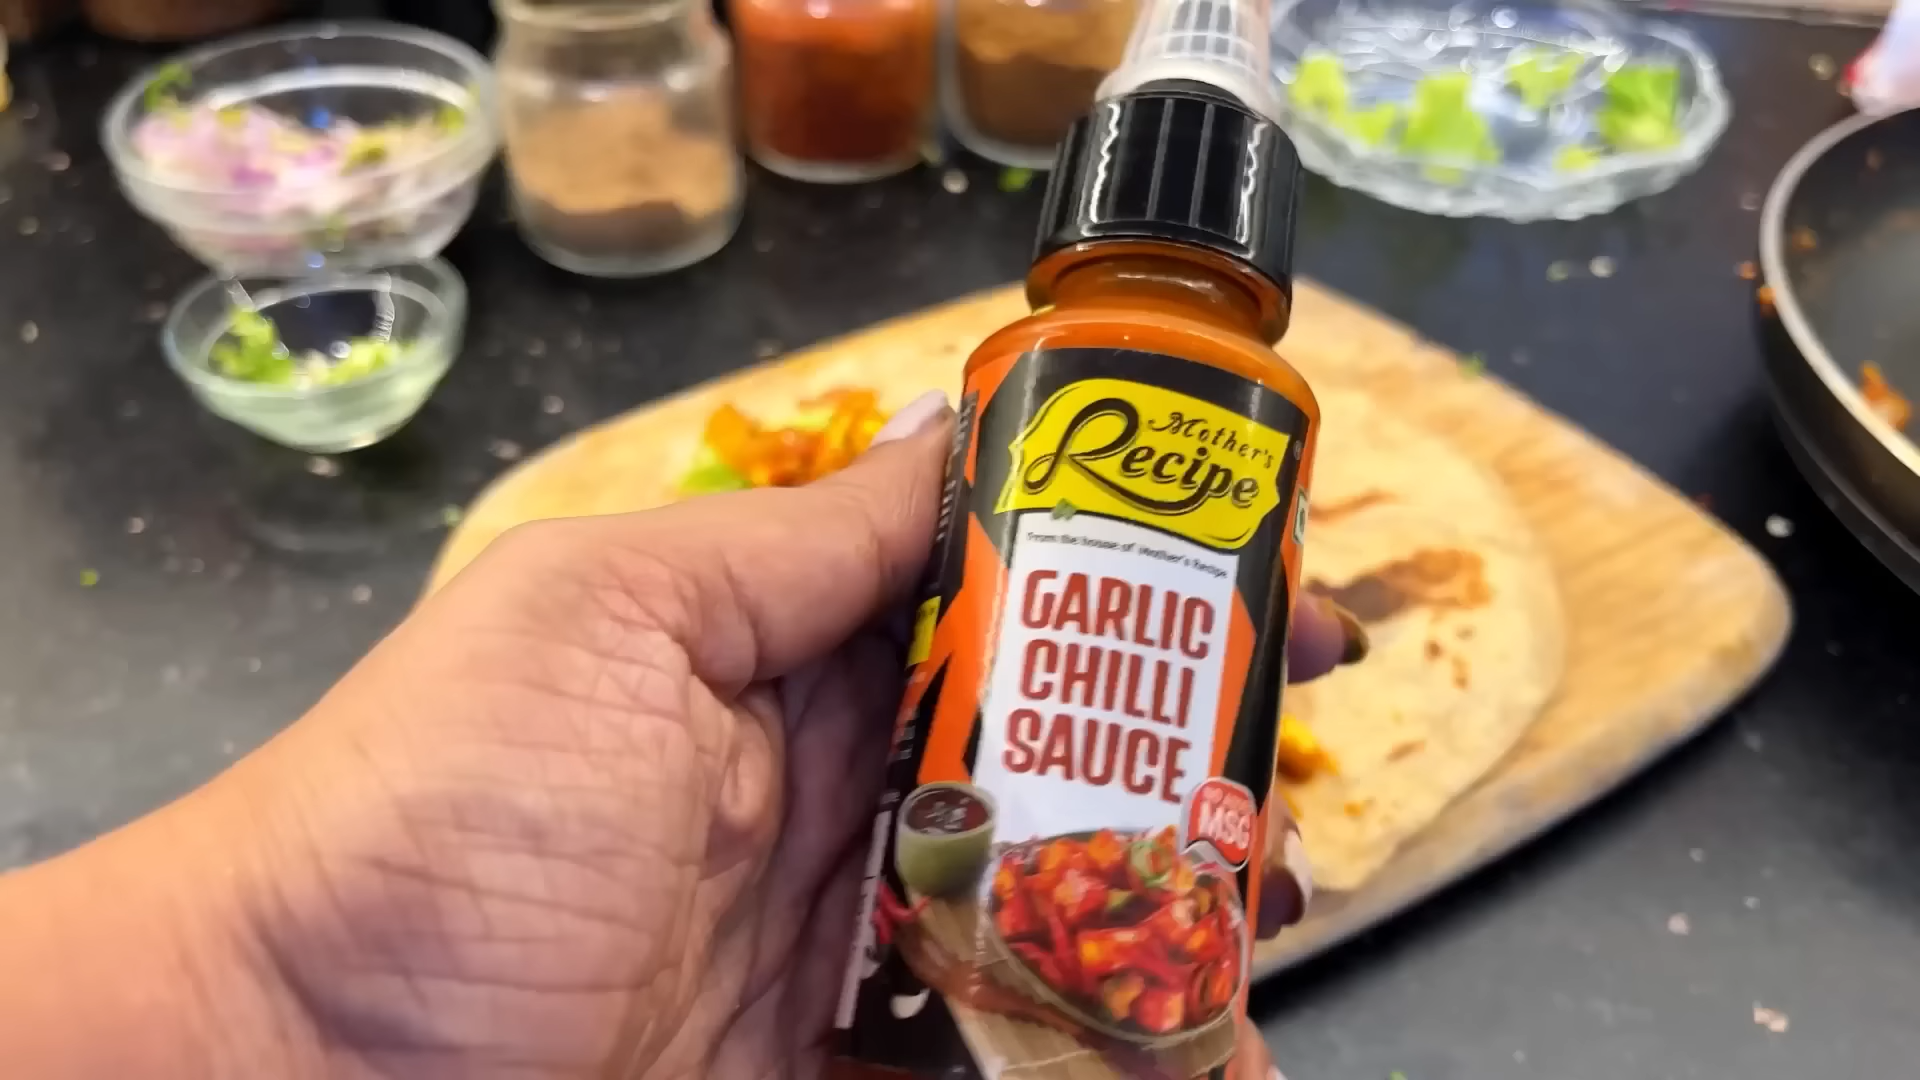 Mother's
Recipe
From the house of Mother's Recipe
GARLIC
CHILLI
SAUCE
MSG